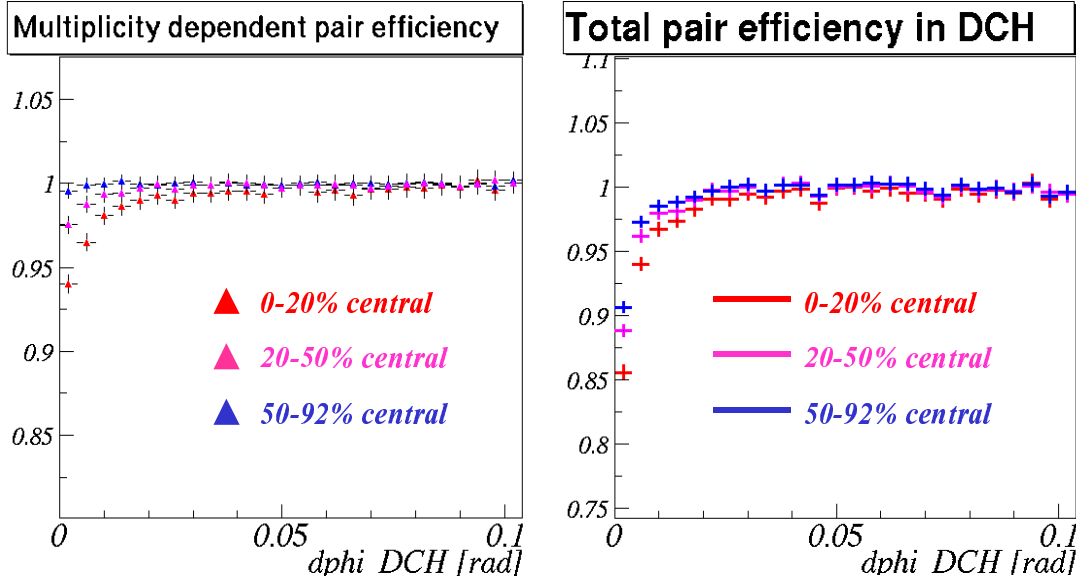 Multiplicity dependent pair efficiency
1.05
1
0.95
0.9
0.85
0
0.05
0.1
dphi DCH [rad]
0-20% central
20-50% central
50-92% central
Total pair efficiency in DCH
1.1
1.05
1
0.95
0.9
0.85
0.8
0.75
0
0.05
0.1
dphi DCH [rad]
0-20% central
20-50% central
50-92% central